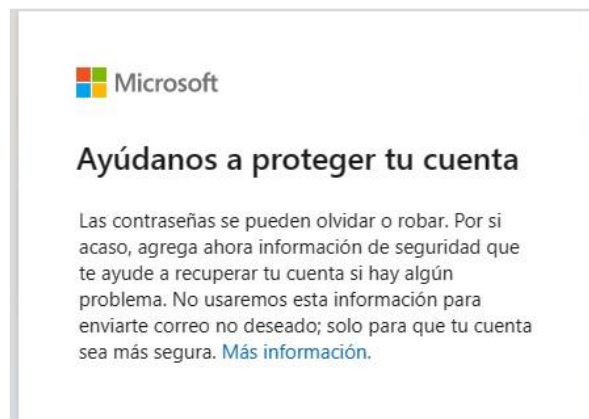 Microsoft
Ayúdanos a proteger tu cuenta
Las contraseñas se pueden olvidar o robar. Por si
acaso, agrega ahora información de seguridad que
te ayude a recuperar tu cuenta si hay algún
problema. No usaremos esta información para
enviarte correo no deseado; solo para que tu cuenta
sea más segura. Más información.